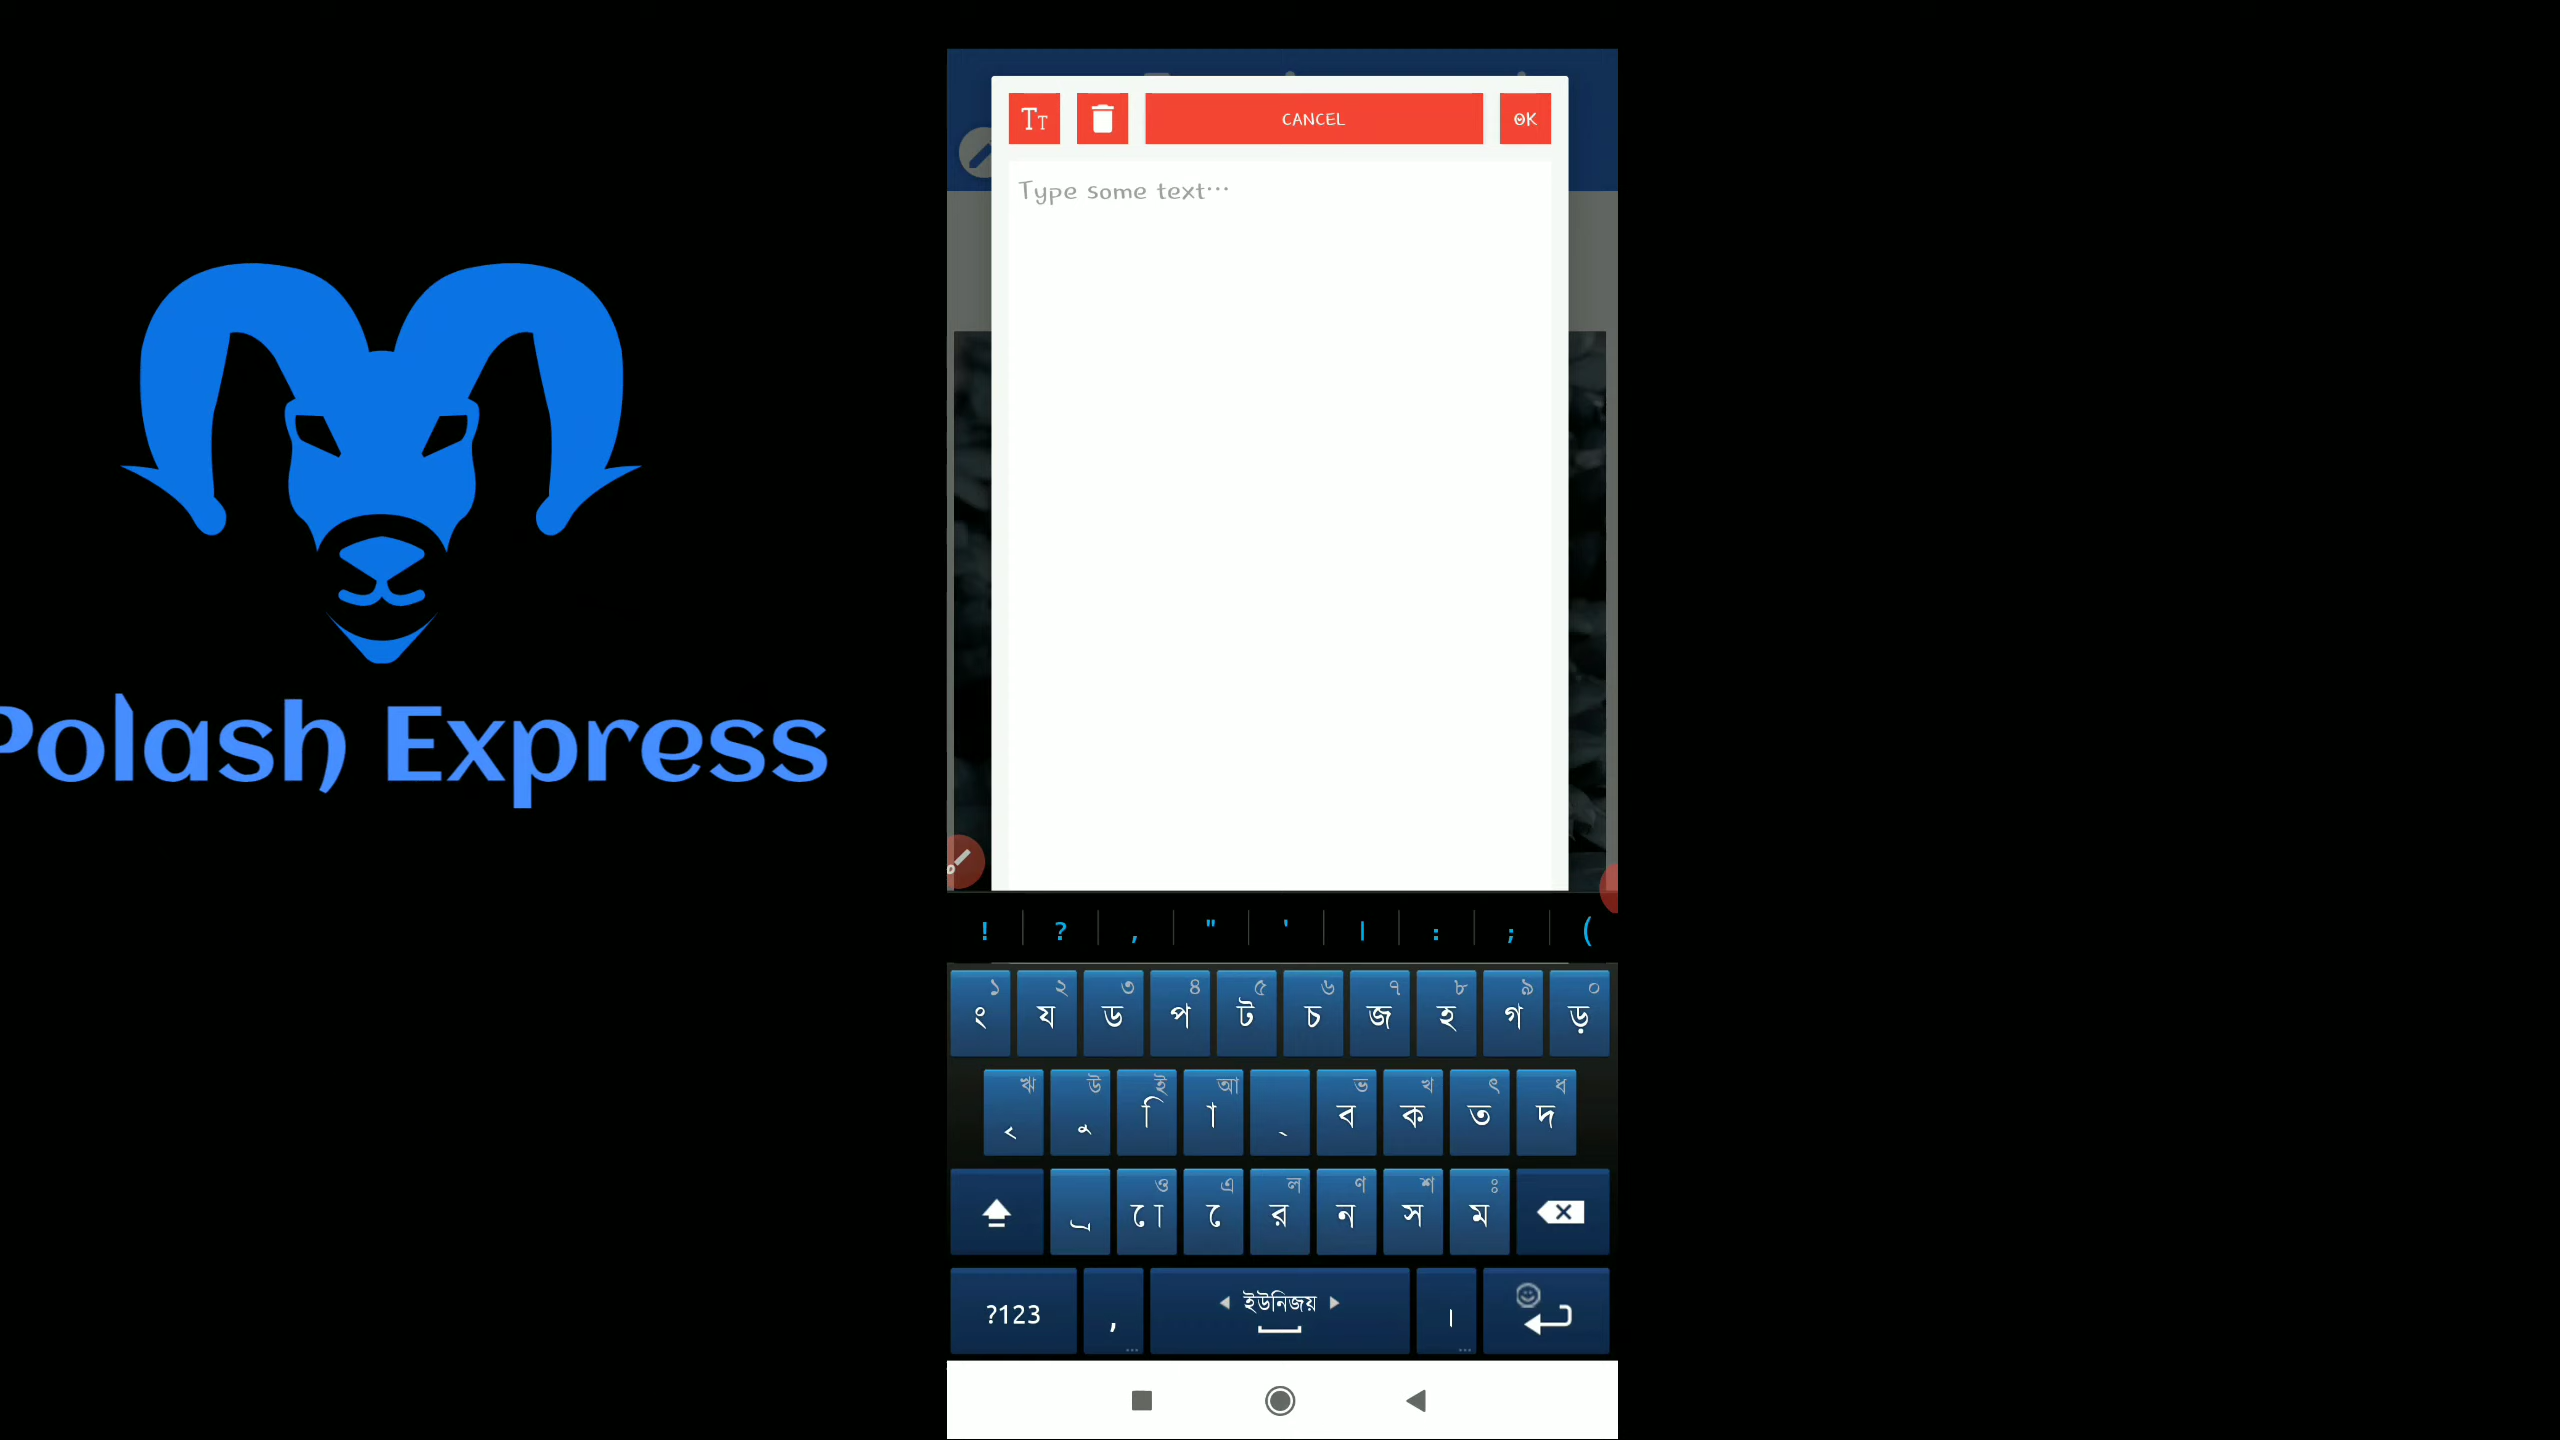 Polash Express
Tт CANCEL OK
Type some text...
! ? , " ' | : ; (
১ ২ ৩ ৪ ৫ ৬ ৭ ৮ ৯ ০
ং য ড প ট চ জ হ গ ড়
ঋ উ ই আ ভ খ ৎ ধ
ৃ ু ি া ্ ব ক ত দ
ও এ ল ণ শ ঃ
ূ ো ে র ন স ম
?123 , ইউনিজয় ।